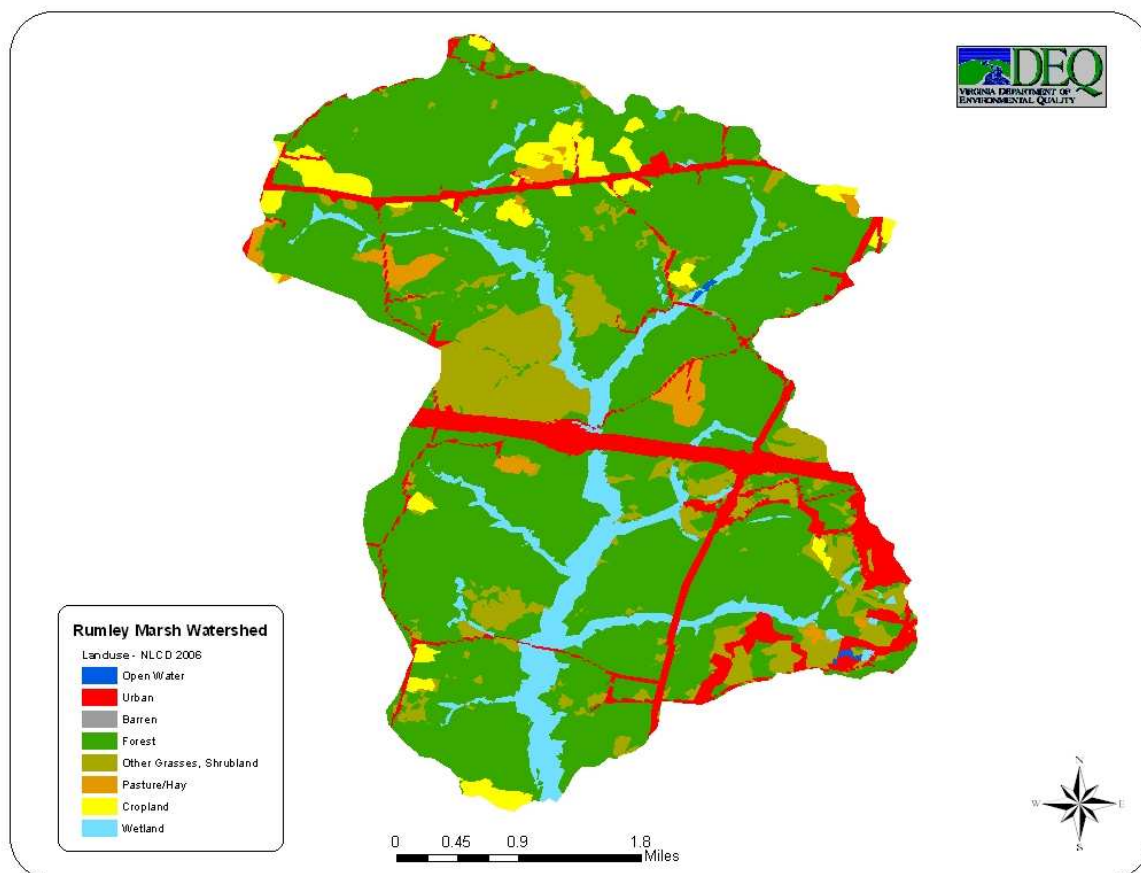 DEQ
VIRGINIA DEPARTMENT OF
ENVIRONMENTAL QUALITY
Rumley Marsh Watershed
Landuse - NLCD 2006
Open Water
Urban
Barren
Forest
Other Grasses, Shrubland
Pasture/Hay
Cropland
Wetland
0 0.45 0.9 1.8
Miles
N
W E
S